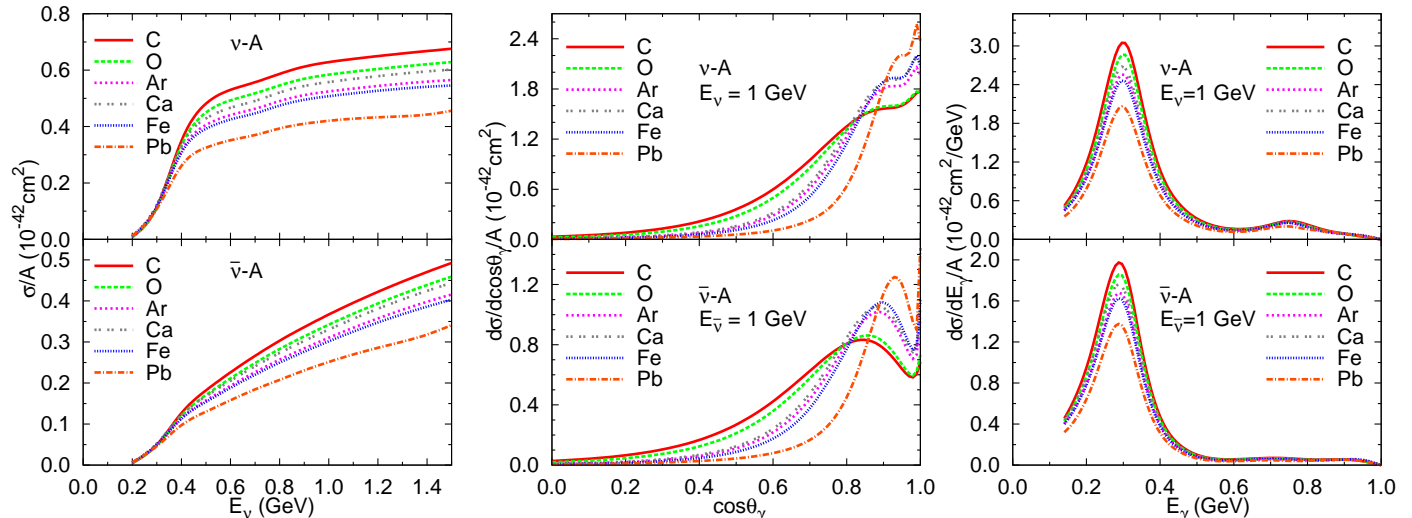 0.8
0.6
0.4
0.2
0.0
C
O
Ar
Ca
Fe
Pb
ν-A
σ/A (10⁻⁴²cm²)
0.5
0.4
0.3
0.2
0.1
0.0
C
O
Ar
Ca
Fe
Pb
ν̄-A
0.0 0.2 0.4 0.6 0.8 1.0 1.2 1.4
E_ν (GeV)
2.4
1.8
1.2
0.6
0.0
C
O
Ar
Ca
Fe
Pb
ν-A
E_ν = 1 GeV
dσ/dcosθ_γ/A (10⁻⁴²cm²)
1.2
0.8
0.4
0.0
C
O
Ar
Ca
Fe
Pb
ν̄-A
E_ν̄ = 1 GeV
0.0 0.2 0.4 0.6 0.8 1.0
cosθ_γ
3.0
2.4
1.8
1.2
0.6
0.0
ν-A
E_ν=1 GeV
C
O
Ar
Ca
Fe
Pb
dσ/dE_γ/A (10⁻⁴²cm²/GeV)
2.0
1.6
1.2
0.8
0.4
0.0
ν̄-A
E_ν̄=1 GeV
C
O
Ar
Ca
Fe
Pb
0.0 0.2 0.4 0.6 0.8 1.0
E_γ (GeV)